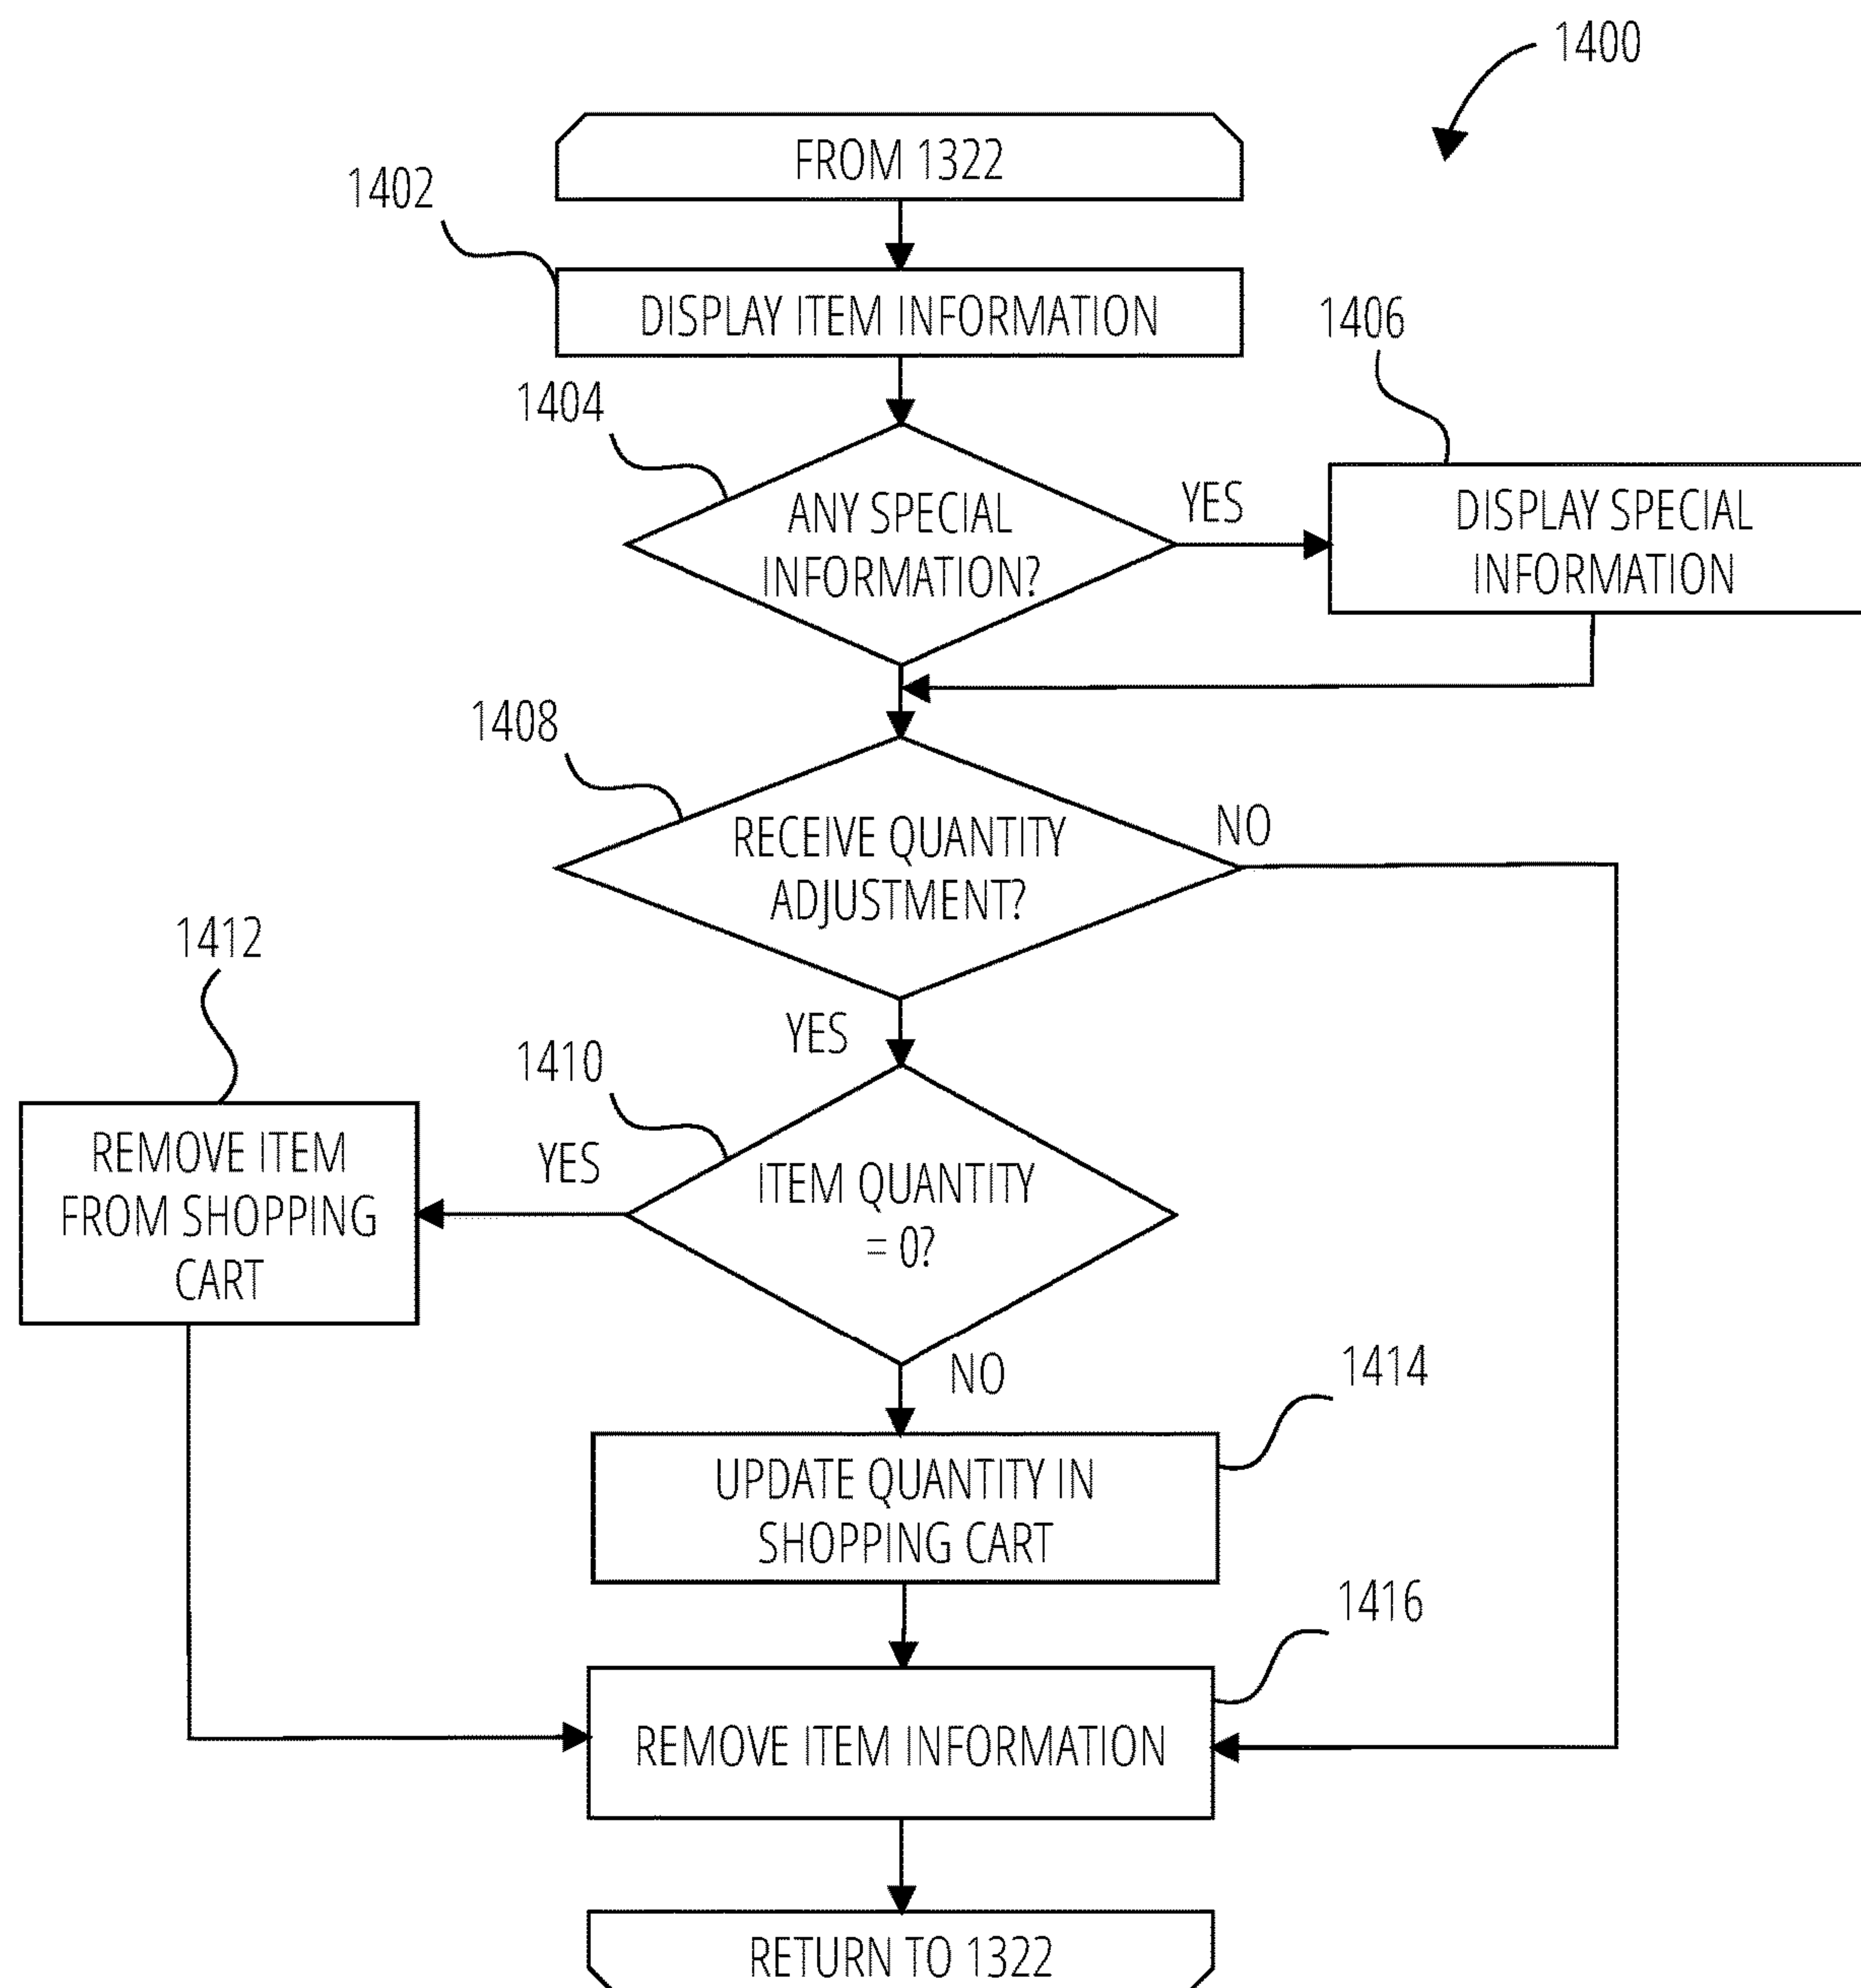 1400
FROM 1322
1402
DISPLAY ITEM INFORMATION
1406
1404
ANY SPECIAL
INFORMATION?
YES
DISPLAY SPECIAL
INFORMATION
1408
RECEIVE QUANTITY
ADJUSTMENT?
NO
1412
YES
1410
REMOVE ITEM
FROM SHOPPING
CART
YES
ITEM QUANTITY
= 0?
NO
1414
UPDATE QUANTITY IN
SHOPPING CART
1416
REMOVE ITEM INFORMATION
RETURN TO 1322